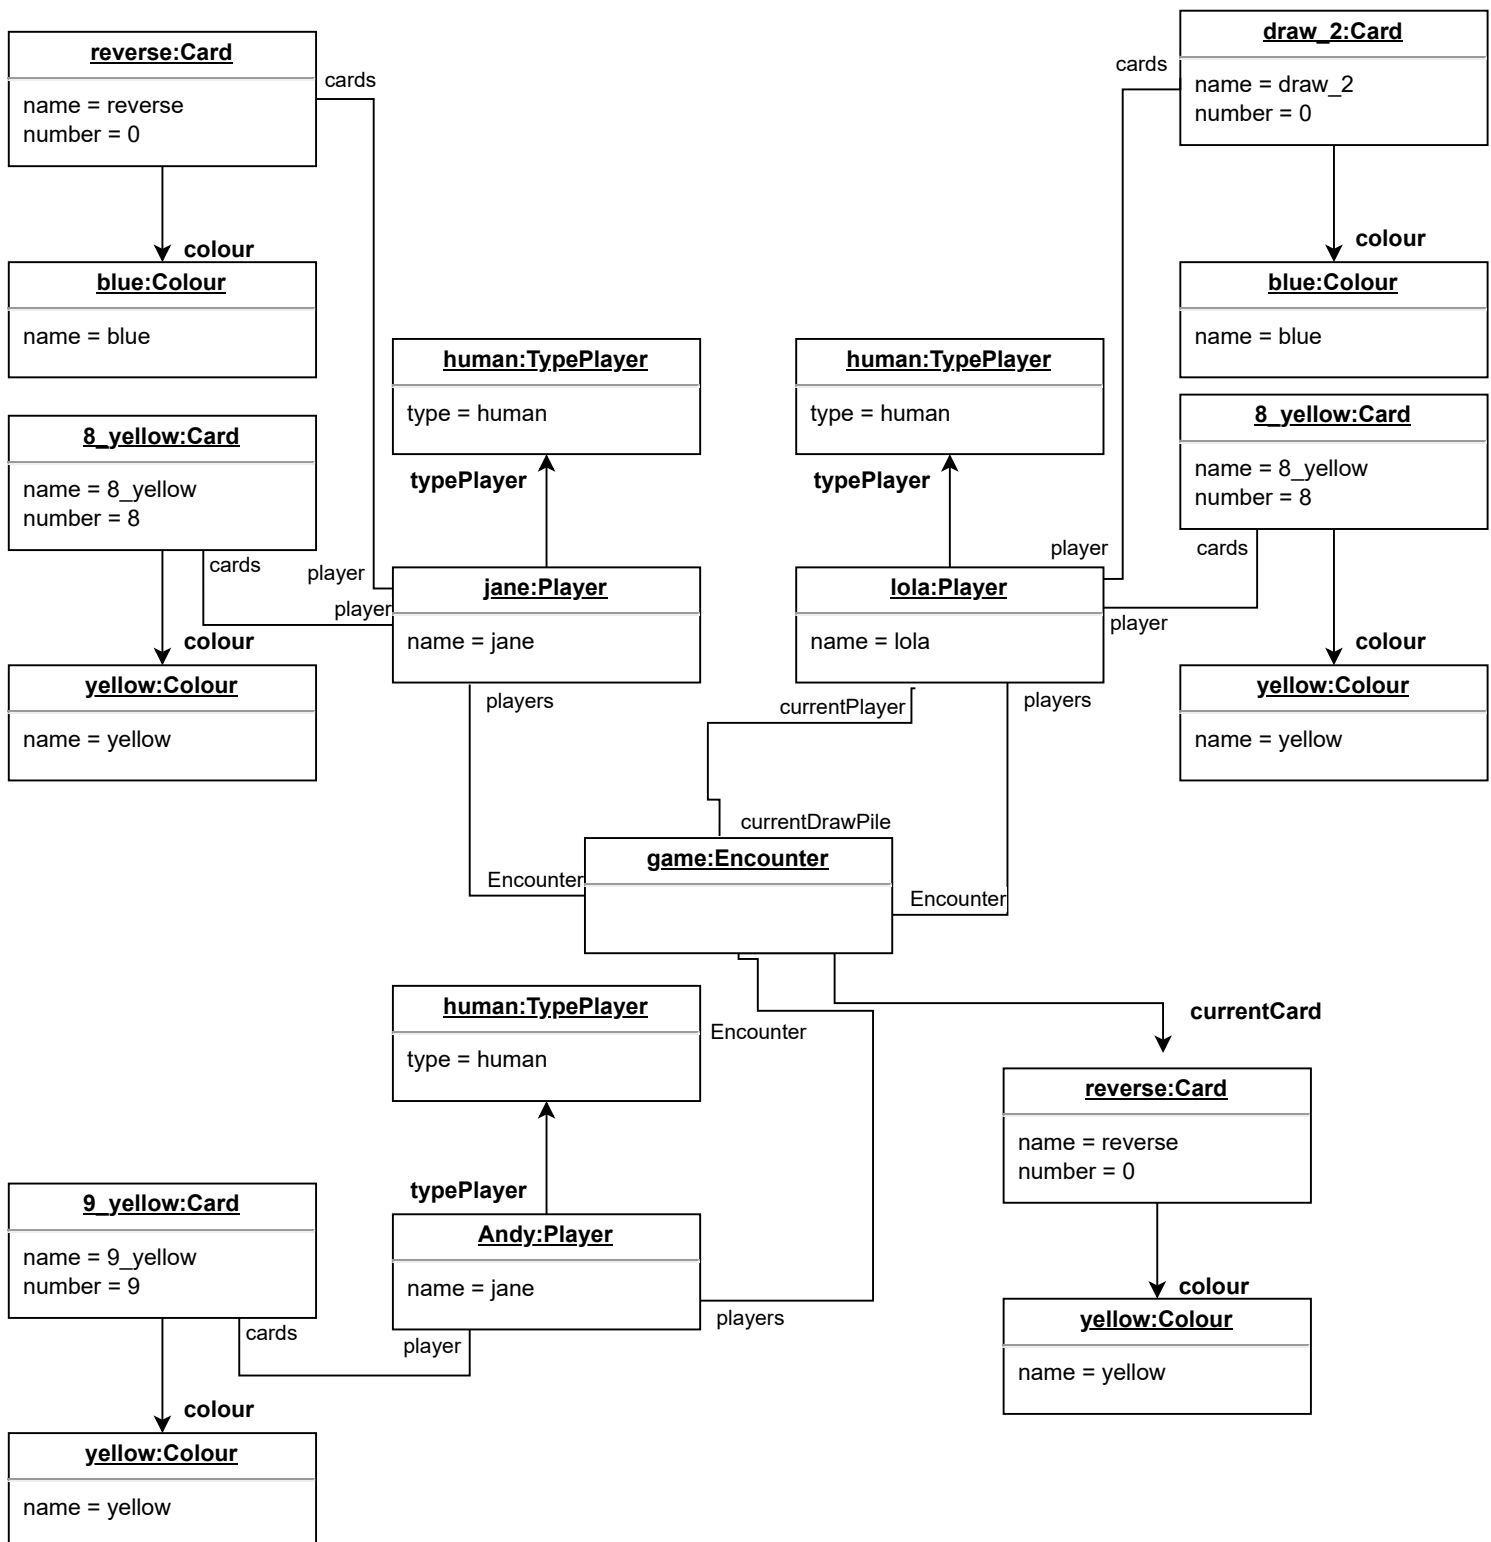 reverse:Card
name = reverse
number = 0
cards
colour
blue:Colour
name = blue
8_yellow:Card
name = 8_yellow
number = 8
cards
player
player
colour
yellow:Colour
name = yellow
human:TypePlayer
type = human
typePlayer
jane:Player
name = jane
players
human:TypePlayer
type = human
typePlayer
lola:Player
name = lola
currentPlayer
players
draw_2:Card
name = draw_2
number = 0
cards
colour
blue:Colour
name = blue
8_yellow:Card
name = 8_yellow
number = 8
cards
player
player
colour
yellow:Colour
name = yellow
currentDrawPile
game:Encounter
Encounter
Encounter
human:TypePlayer
type = human
Encounter
typePlayer
Andy:Player
name = jane
players
player
9_yellow:Card
name = 9_yellow
number = 9
cards
colour
yellow:Colour
name = yellow
currentCard
reverse:Card
name = reverse
number = 0
colour
yellow:Colour
name = yellow